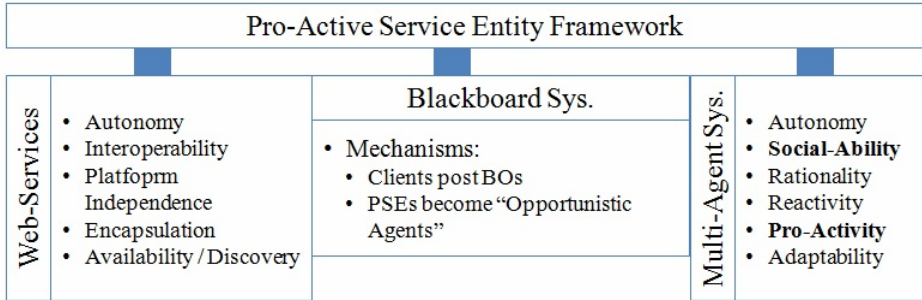 Pro-Active Service Entity Framework
Web-Services
• Autonomy
• Interoperability
• Platfoprm
Independence
• Encapsulation
• Availability / Discovery
Blackboard Sys.
• Mechanisms:
• Clients post BOs
• PSEs become “Opportunistic
Agents”
Multi-Agent Sys.
• Autonomy
• Social-Ability
• Rationality
• Reactivity
• Pro-Activity
• Adaptability